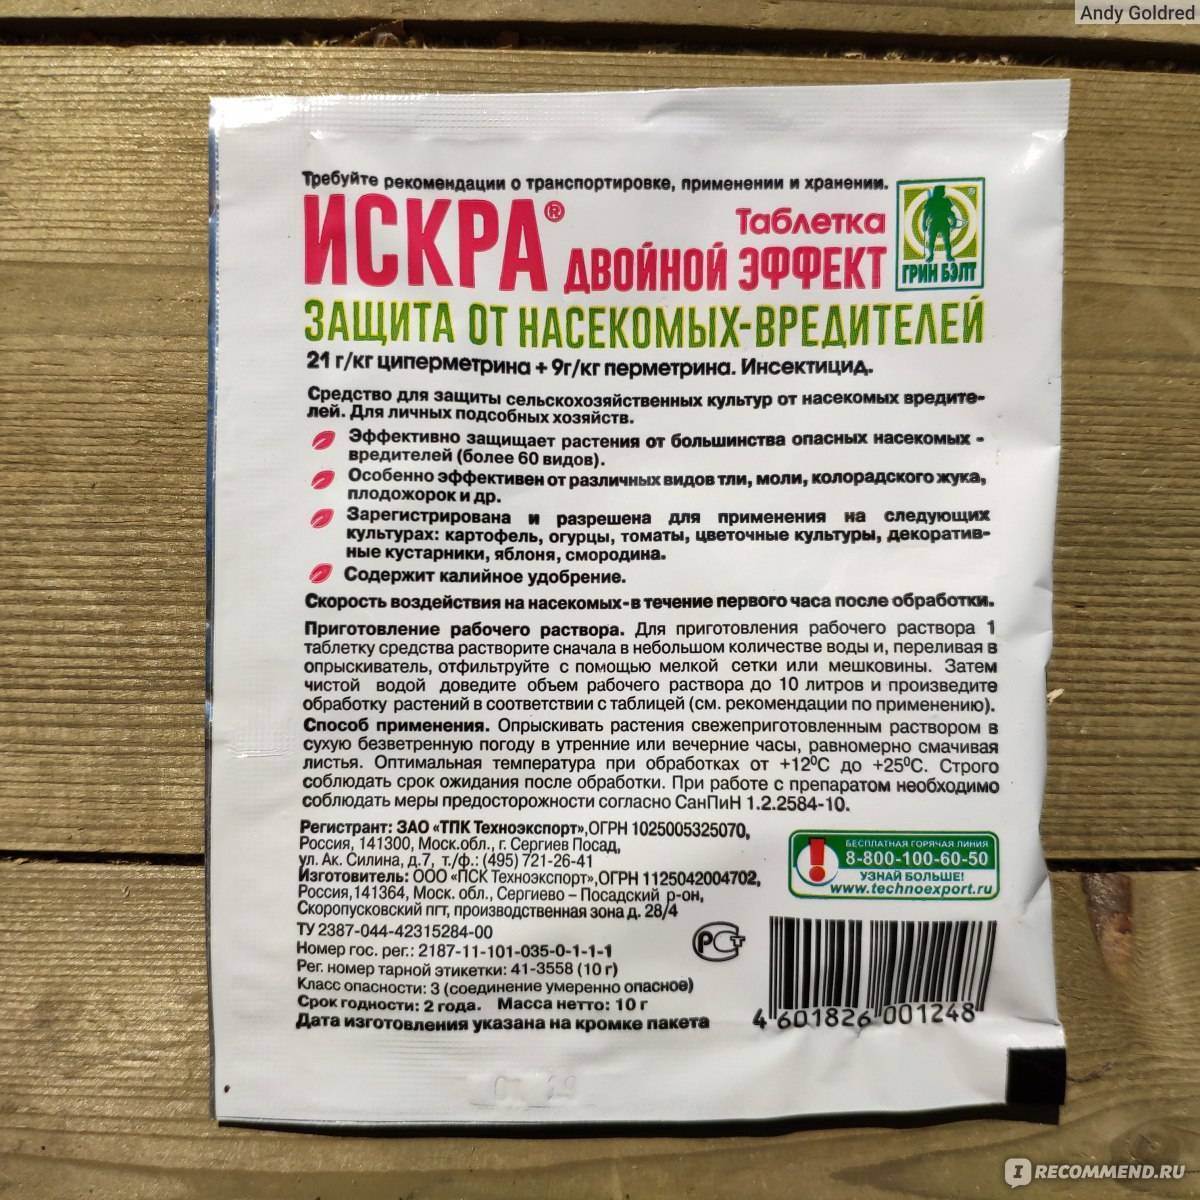 Andy Goldred
Требуйте рекомендации о транспортировке, применении и хранении.
ИСКРА®
Таблетка
ДВОЙНОЙ ЭФФЕКТ
ГРИН БЭЛТ
ЗАЩИТА ОТ НАСЕКОМЫХ-ВРЕДИТЕЛЕЙ
21 г/кг циперметрина + 9г/кг перметрина. Инсектицид.
Средство для защиты сельскохозяйственных культур от насекомых вредите-
лей. Для личных подсобных хозяйств.
Эффективно защищает растения от большинства опасных насекомых -
вредителей (более 60 видов).
Особенно эффективен от различных видов тли, моли, колорадского жука,
плодожорок и др.
Зарегистрирована и разрешена для применения на следующих
культурах: картофель, огурцы, томаты, цветочные культуры, декоратив-
ные кустарники, яблоня, смородина.
Содержит калийное удобрение.
Скорость воздействия на насекомых-в течение первого часа после обработки.
Приготовление рабочего раствора. Для приготовления рабочего раствора 1
таблетку средства растворите сначала в небольшом количестве воды и, переливая в
опрыскиватель, отфильтруйте с помощью мелкой сетки или мешковины. Затем
чистой водой доведите объем рабочего раствора до 10 литров и произведите
обработку растений в соответствии с таблицей (см. рекомендации по применению).
Способ применения. Опрыскивать растения свежеприготовленным раствором в
сухую безветренную погоду в утренние или вечерние часы, равномерно смачивая
листья. Оптимальная температура при обработках от +12⁰С до +25⁰С. Строго
соблюдать срок ожидания после обработки. При работе с препаратом необходимо
соблюдать меры предосторожности согласно СанПиН 1.2.2584-10.
Регистрант: ЗАО «ТПК Техноэкспорт»,ОГРН 1025005325070,
Россия, 141300, Моск.обл., г. Сергиев Посад,
ул. Ак. Силина, д.7, т./ф.: (495) 721-26-41
Изготовитель: ООО «ПСК Техноэкспорт»,ОГРН 1125042004702,
Россия,141364, Моск. обл., Сергиево – Посадский р-он,
Скоропусковский пгт, производственная зона д. 28/4
ТУ 2387-044-42315284-00
Номер гос. рег.: 2187-11-101-035-0-1-1-1
Рег. номер тарной этикетки: 41-3558 (10 г)
Класс опасности: 3 (соединение умеренно опасное)
Срок годности: 2 года. Масса нетто: 10 г
Дата изготовления указана на кромке пакета
БЕСПЛАТНАЯ ГОРЯЧАЯ ЛИНИЯ
8-800-100-60-50
УЗНАЙ БОЛЬШЕ!
www.technoexport.ru
РСТ
4 601826 001248
IRECOMMEND.RU